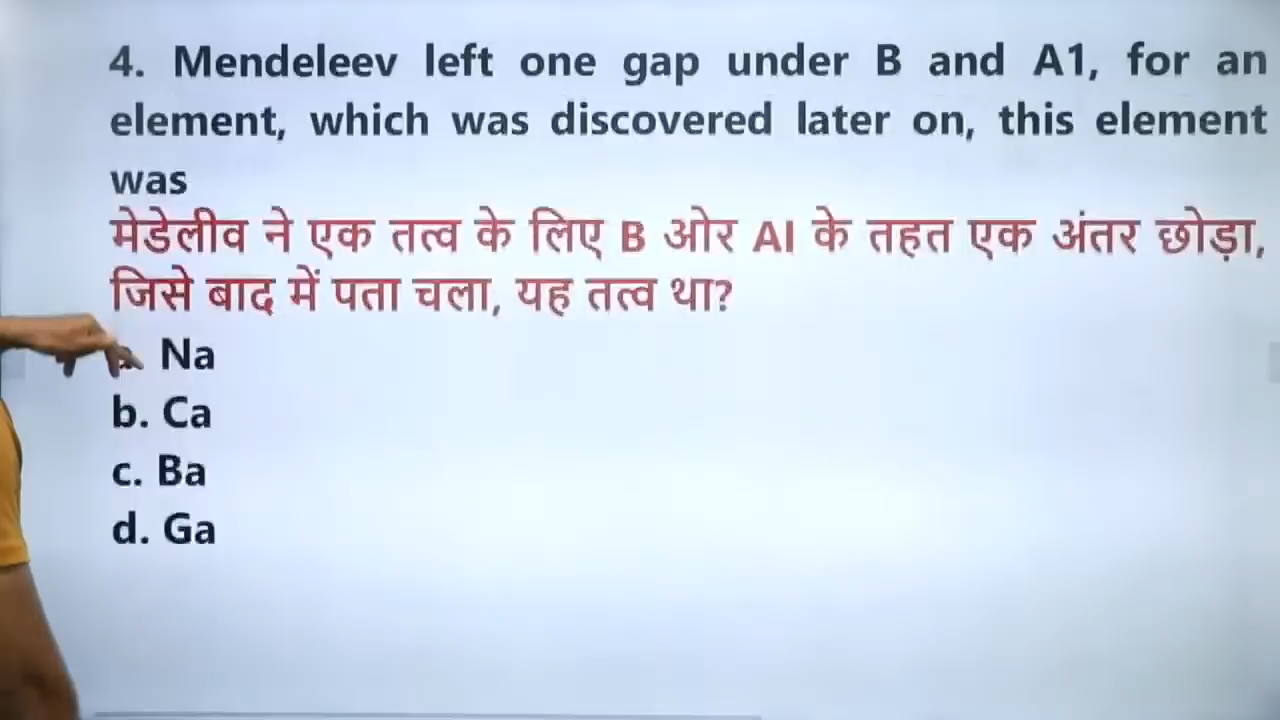 4. Mendeleev left one gap under B and A1, for an
element, which was discovered later on, this element
was
मेडेलीव ने एक तत्व के लिए B ओर AI के तहत एक अंतर छोड़ा,
जिसे बाद में पता चला, यह तत्व था?
Na
b. Ca
c. Ba
d. Ga